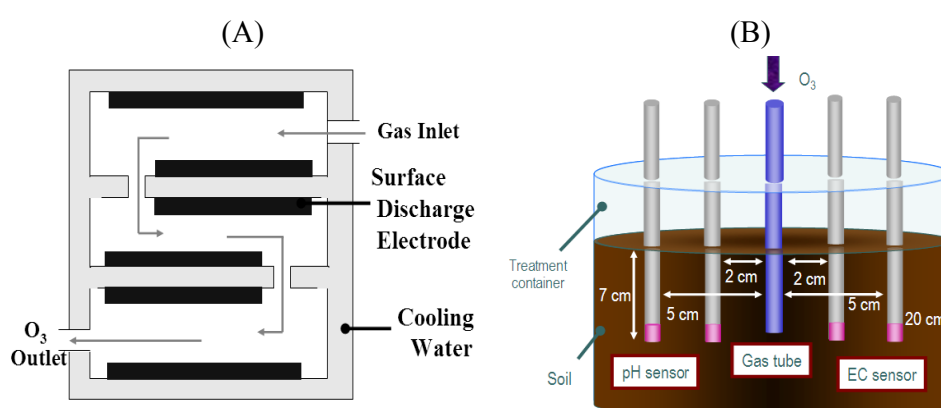 (A)
Gas Inlet
Surface
Discharge
Electrode
Cooling
Water
O3
Outlet
(B)
O3
Treatment
container
7 cm
2 cm
2 cm
5 cm
5 cm
20 cm
Soil
pH sensor
Gas tube
EC sensor